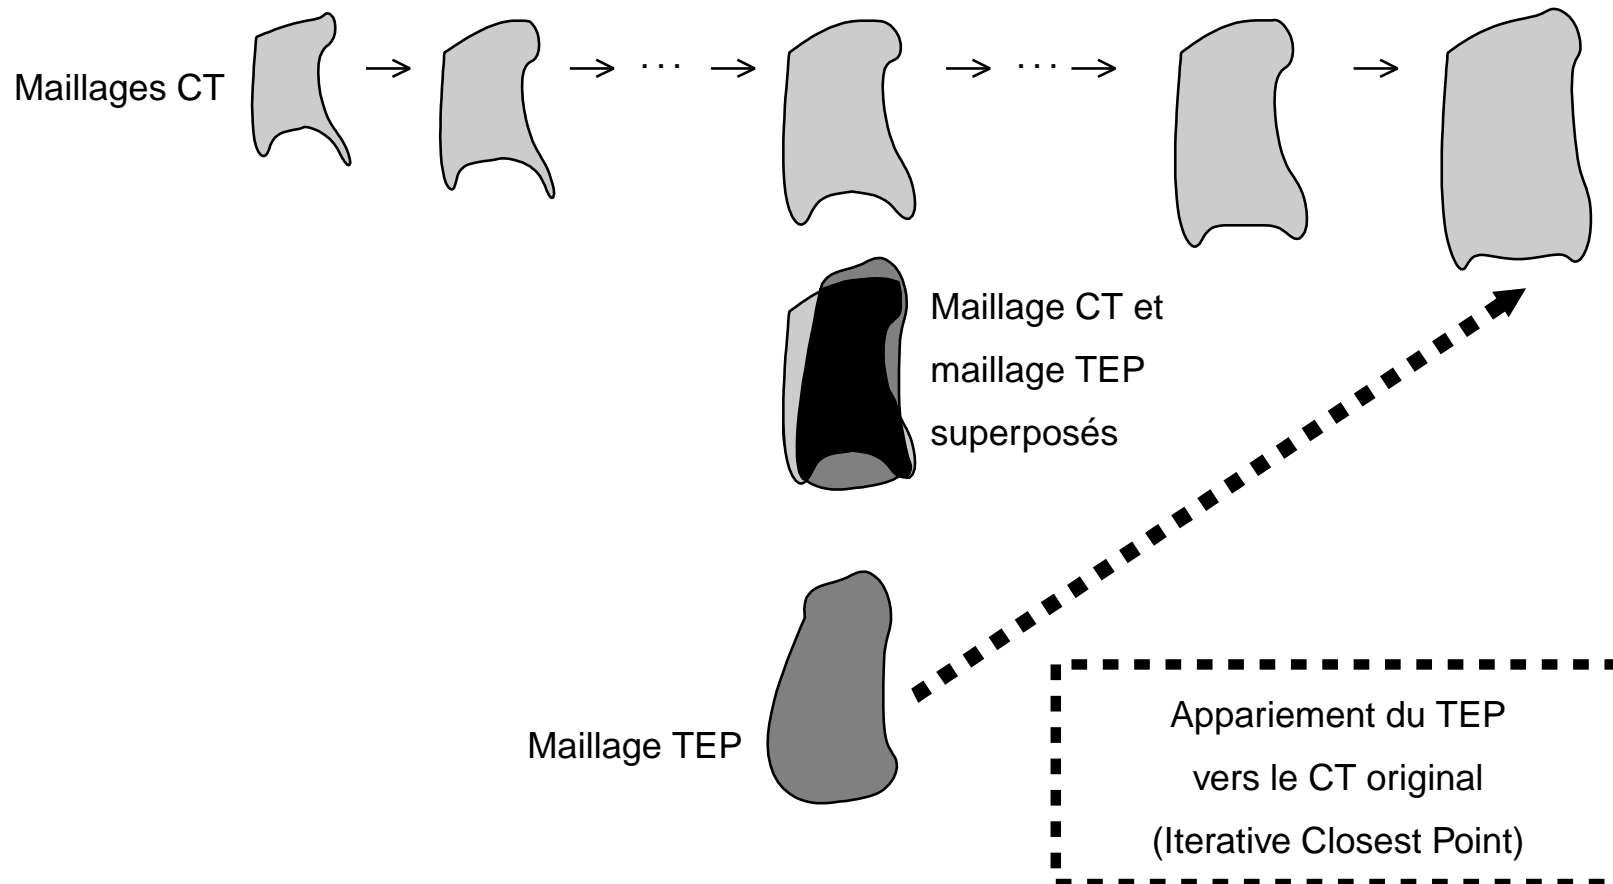 Maillages CT
. . .
. . .
Maillage CT et
maillage TEP
superposés
Maillage TEP
Appariement du TEP
vers le CT original
(Iterative Closest Point)